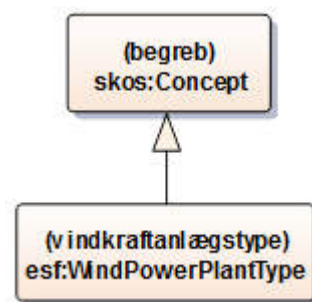 (begreb)
skos:Concept
(vindkraftanlægstype)
esf:WindPowerPlantType